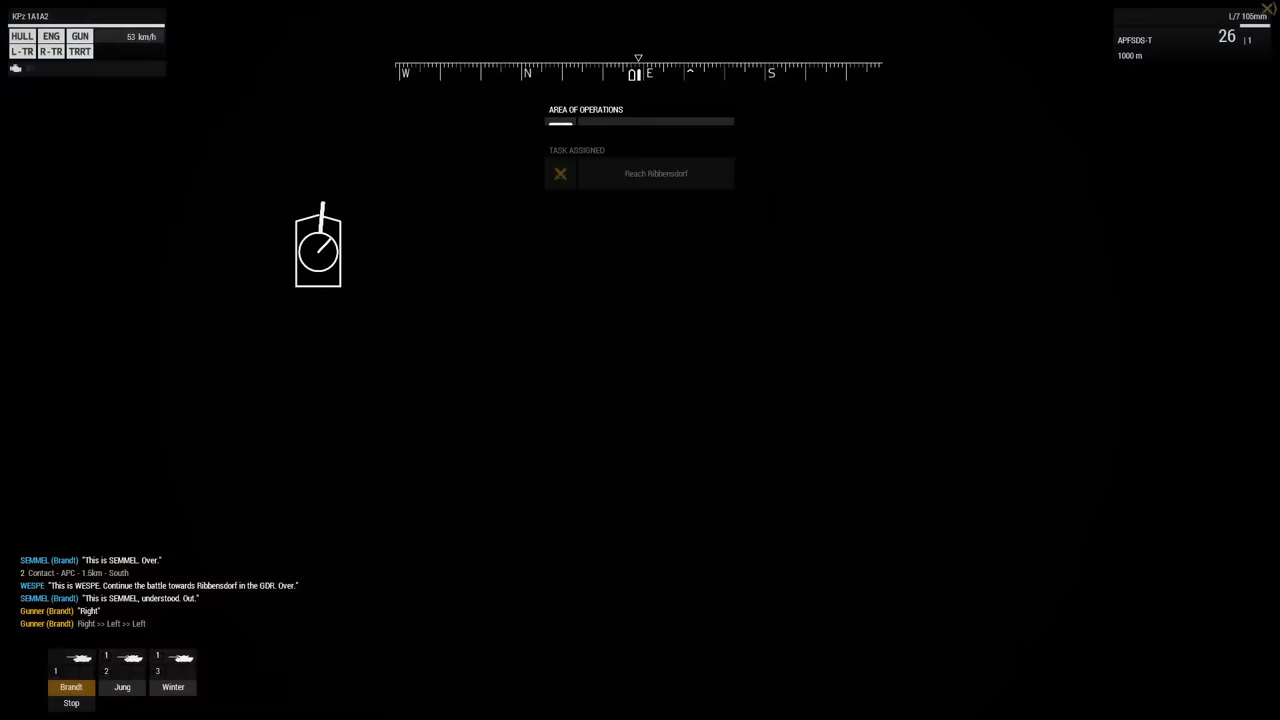 KPz 1A1A2
HULL ENG GUN 53 km/h
L-TR R-TR TRRT
L/7 105mm
APFSDS-T 26 | 1
1000 m
W N E S
AREA OF OPERATIONS
TASK ASSIGNED
Reach Ribbensdorf
SEMMEL (Brandt) "This is SEMMEL. Over."
2 Contact - APC - 1.5km - South
WESPE "This is WESPE. Continue the battle towards Ribbensdorf in the GDR. Over."
SEMMEL (Brandt) "This is SEMMEL, understood. Out."
Gunner (Brandt) "Right"
Gunner (Brandt) Right >> Left >> Left
1 1
1 2 3
Brandt Jung Winter
Stop